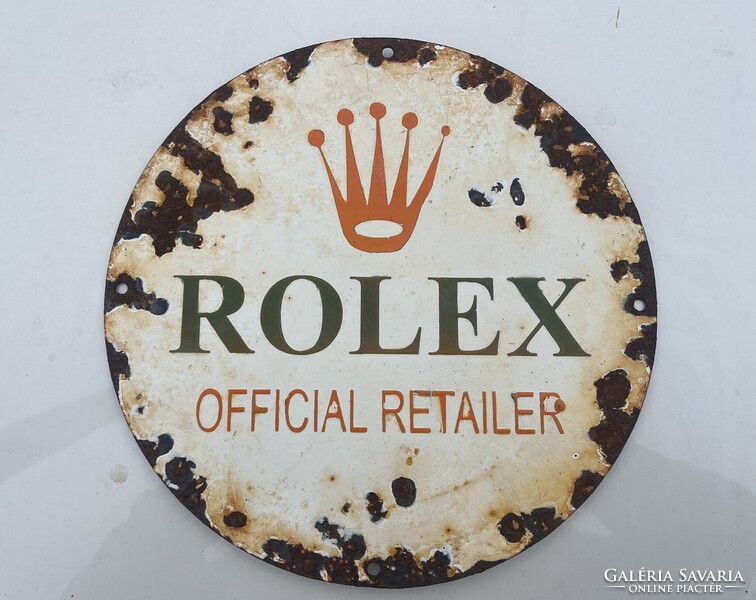 ROLEX
OFFICIAL RETAILER
GALÉRIA SAVARIA
ONLINE PIACTÉR